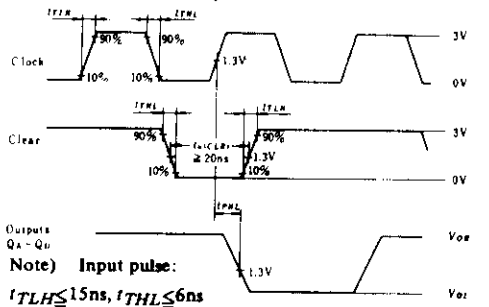 tTLH tTHL
90% 90% 3V
Clock 1.3V
10% 10% 0V
tTHL tTLH
90% tw(CLR) 90% 3V
Clear ≧20ns 1.3V
10% 10% 0V
tPHL
Outputs VOH
QA–QD
Note) Input pulse: 1.3V
tTLH≦15ns, tTHL≦6ns VOL